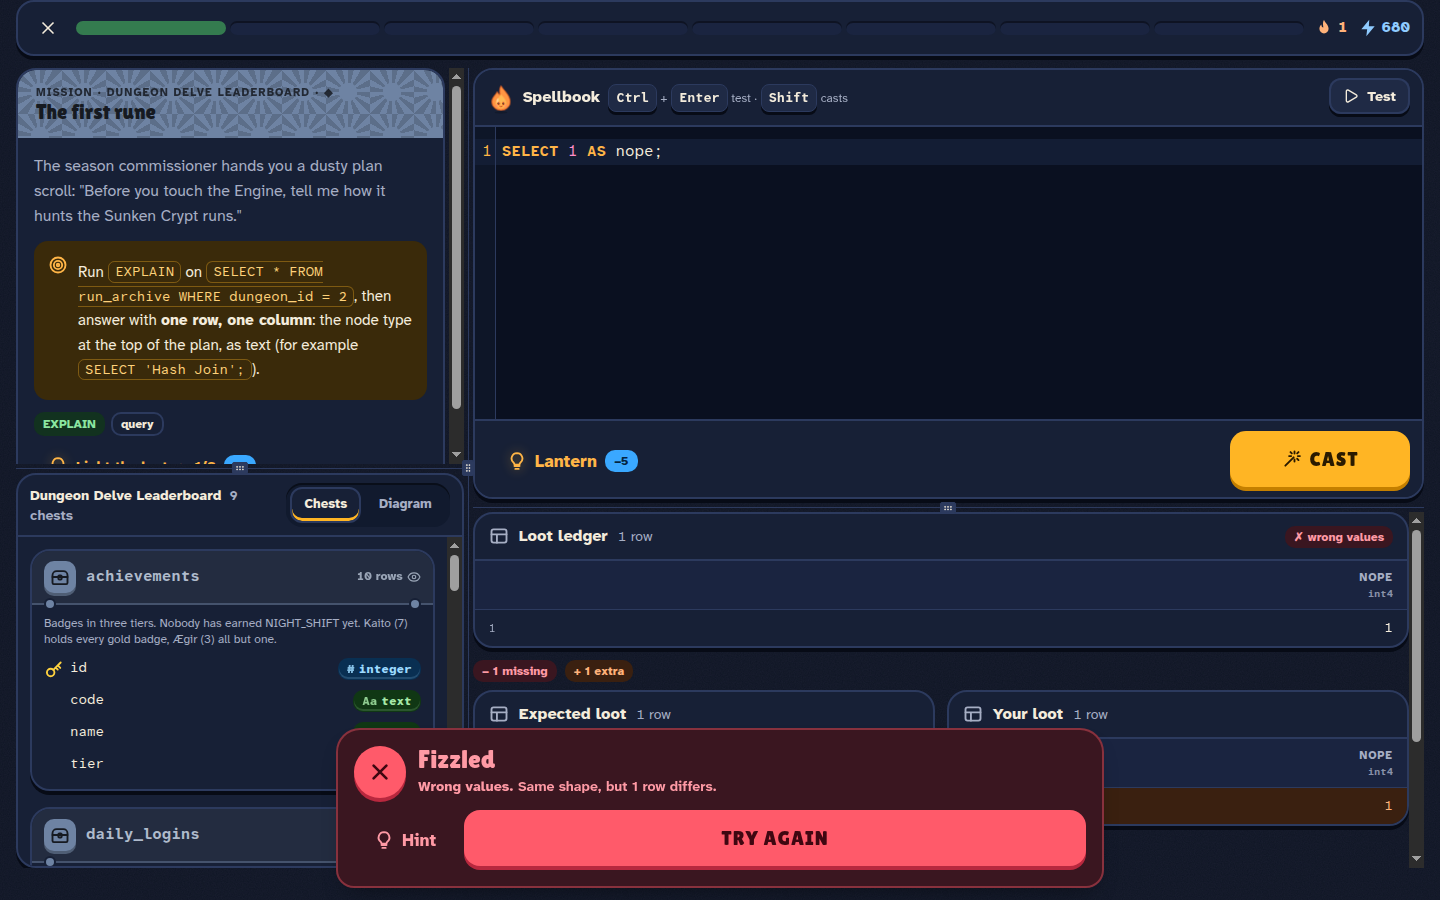 1 680
MISSION · DUNGEON DELVE LEADERBOARD · ◆
The first rune
The season commissioner hands you a dusty plan
scroll: "Before you touch the Engine, tell me how it
hunts the Sunken Crypt runs."
Run EXPLAIN on SELECT * FROM
run_archive WHERE dungeon_id = 2, then
answer with one row, one column: the node type
at the top of the plan, as text (for example
SELECT 'Hash Join';).
EXPLAIN query
Dungeon Delve Leaderboard 9
chests
Chests Diagram
achievements 10 rows
Badges in three tiers. Nobody has earned NIGHT_SHIFT yet. Kaito (7)
holds every gold badge, Ægir (3) all but one.
id # integer
code Aa text
name
tier
daily_logins
Spellbook Ctrl + Enter test · Shift casts
Test
1 SELECT 1 AS nope;
Lantern −5
CAST
Loot ledger 1 row
✗ wrong values
NOPE
int4
1 1
− 1 missing + 1 extra
Expected loot 1 row
Your loot 1 row
NOPE
int4
1
Fizzled
Wrong values. Same shape, but 1 row differs.
Hint
TRY AGAIN